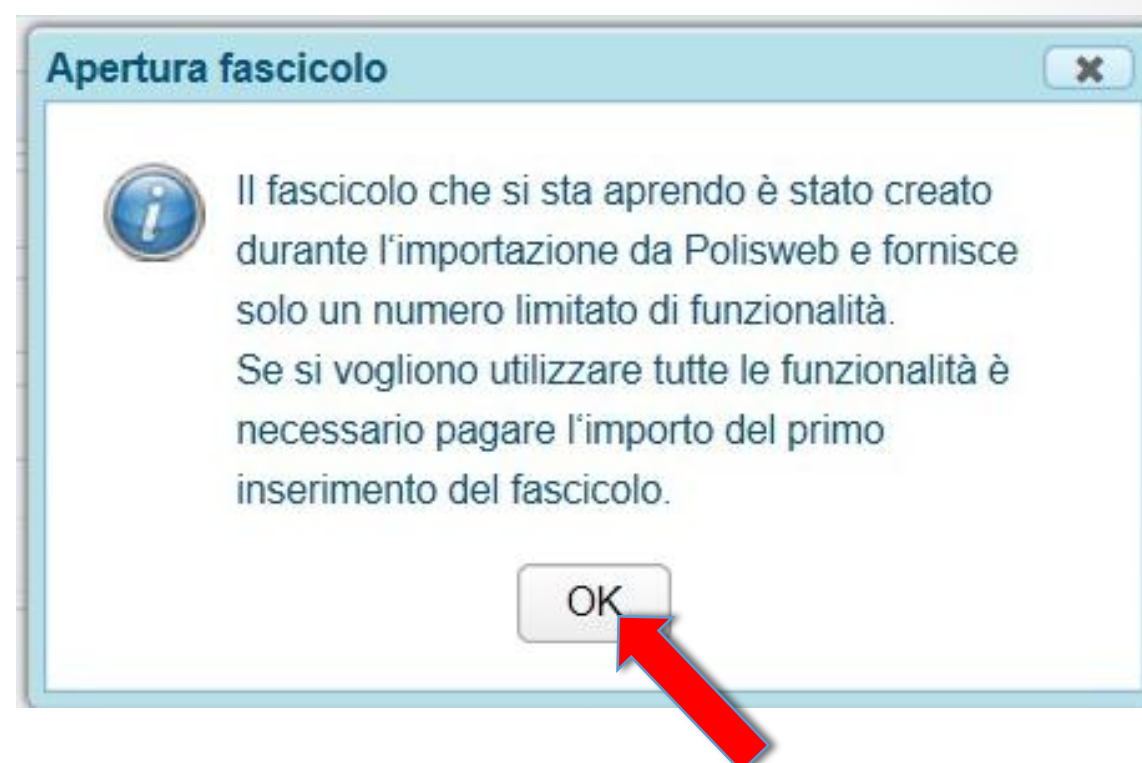 Apertura fascicolo
Il fascicolo che si sta aprendo è stato creato
durante l'importazione da Polisweb e fornisce
solo un numero limitato di funzionalità.
Se si vogliono utilizzare tutte le funzionalità è
necessario pagare l'importo del primo
inserimento del fascicolo.
OK